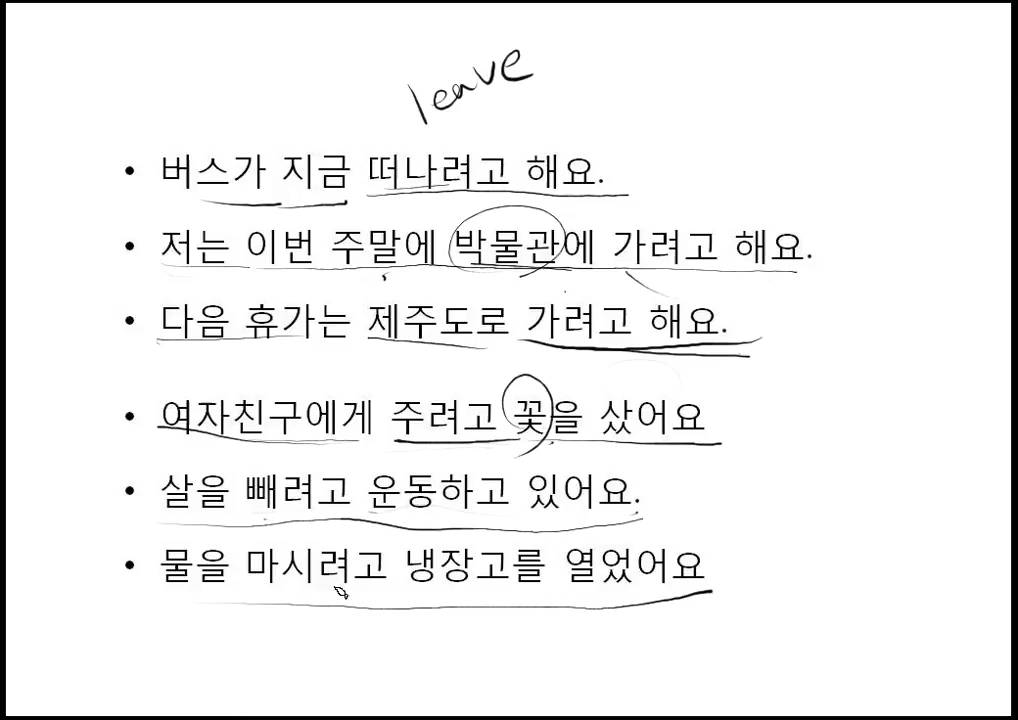 leave
• 버스가 지금 떠나려고 해요.
• 저는 이번 주말에 박물관에 가려고 해요.
• 다음 휴가는 제주도로 가려고 해요.
• 여자친구에게 주려고 꽃을 샀어요
• 살을 빼려고 운동하고 있어요.
• 물을 마시려고 냉장고를 열었어요